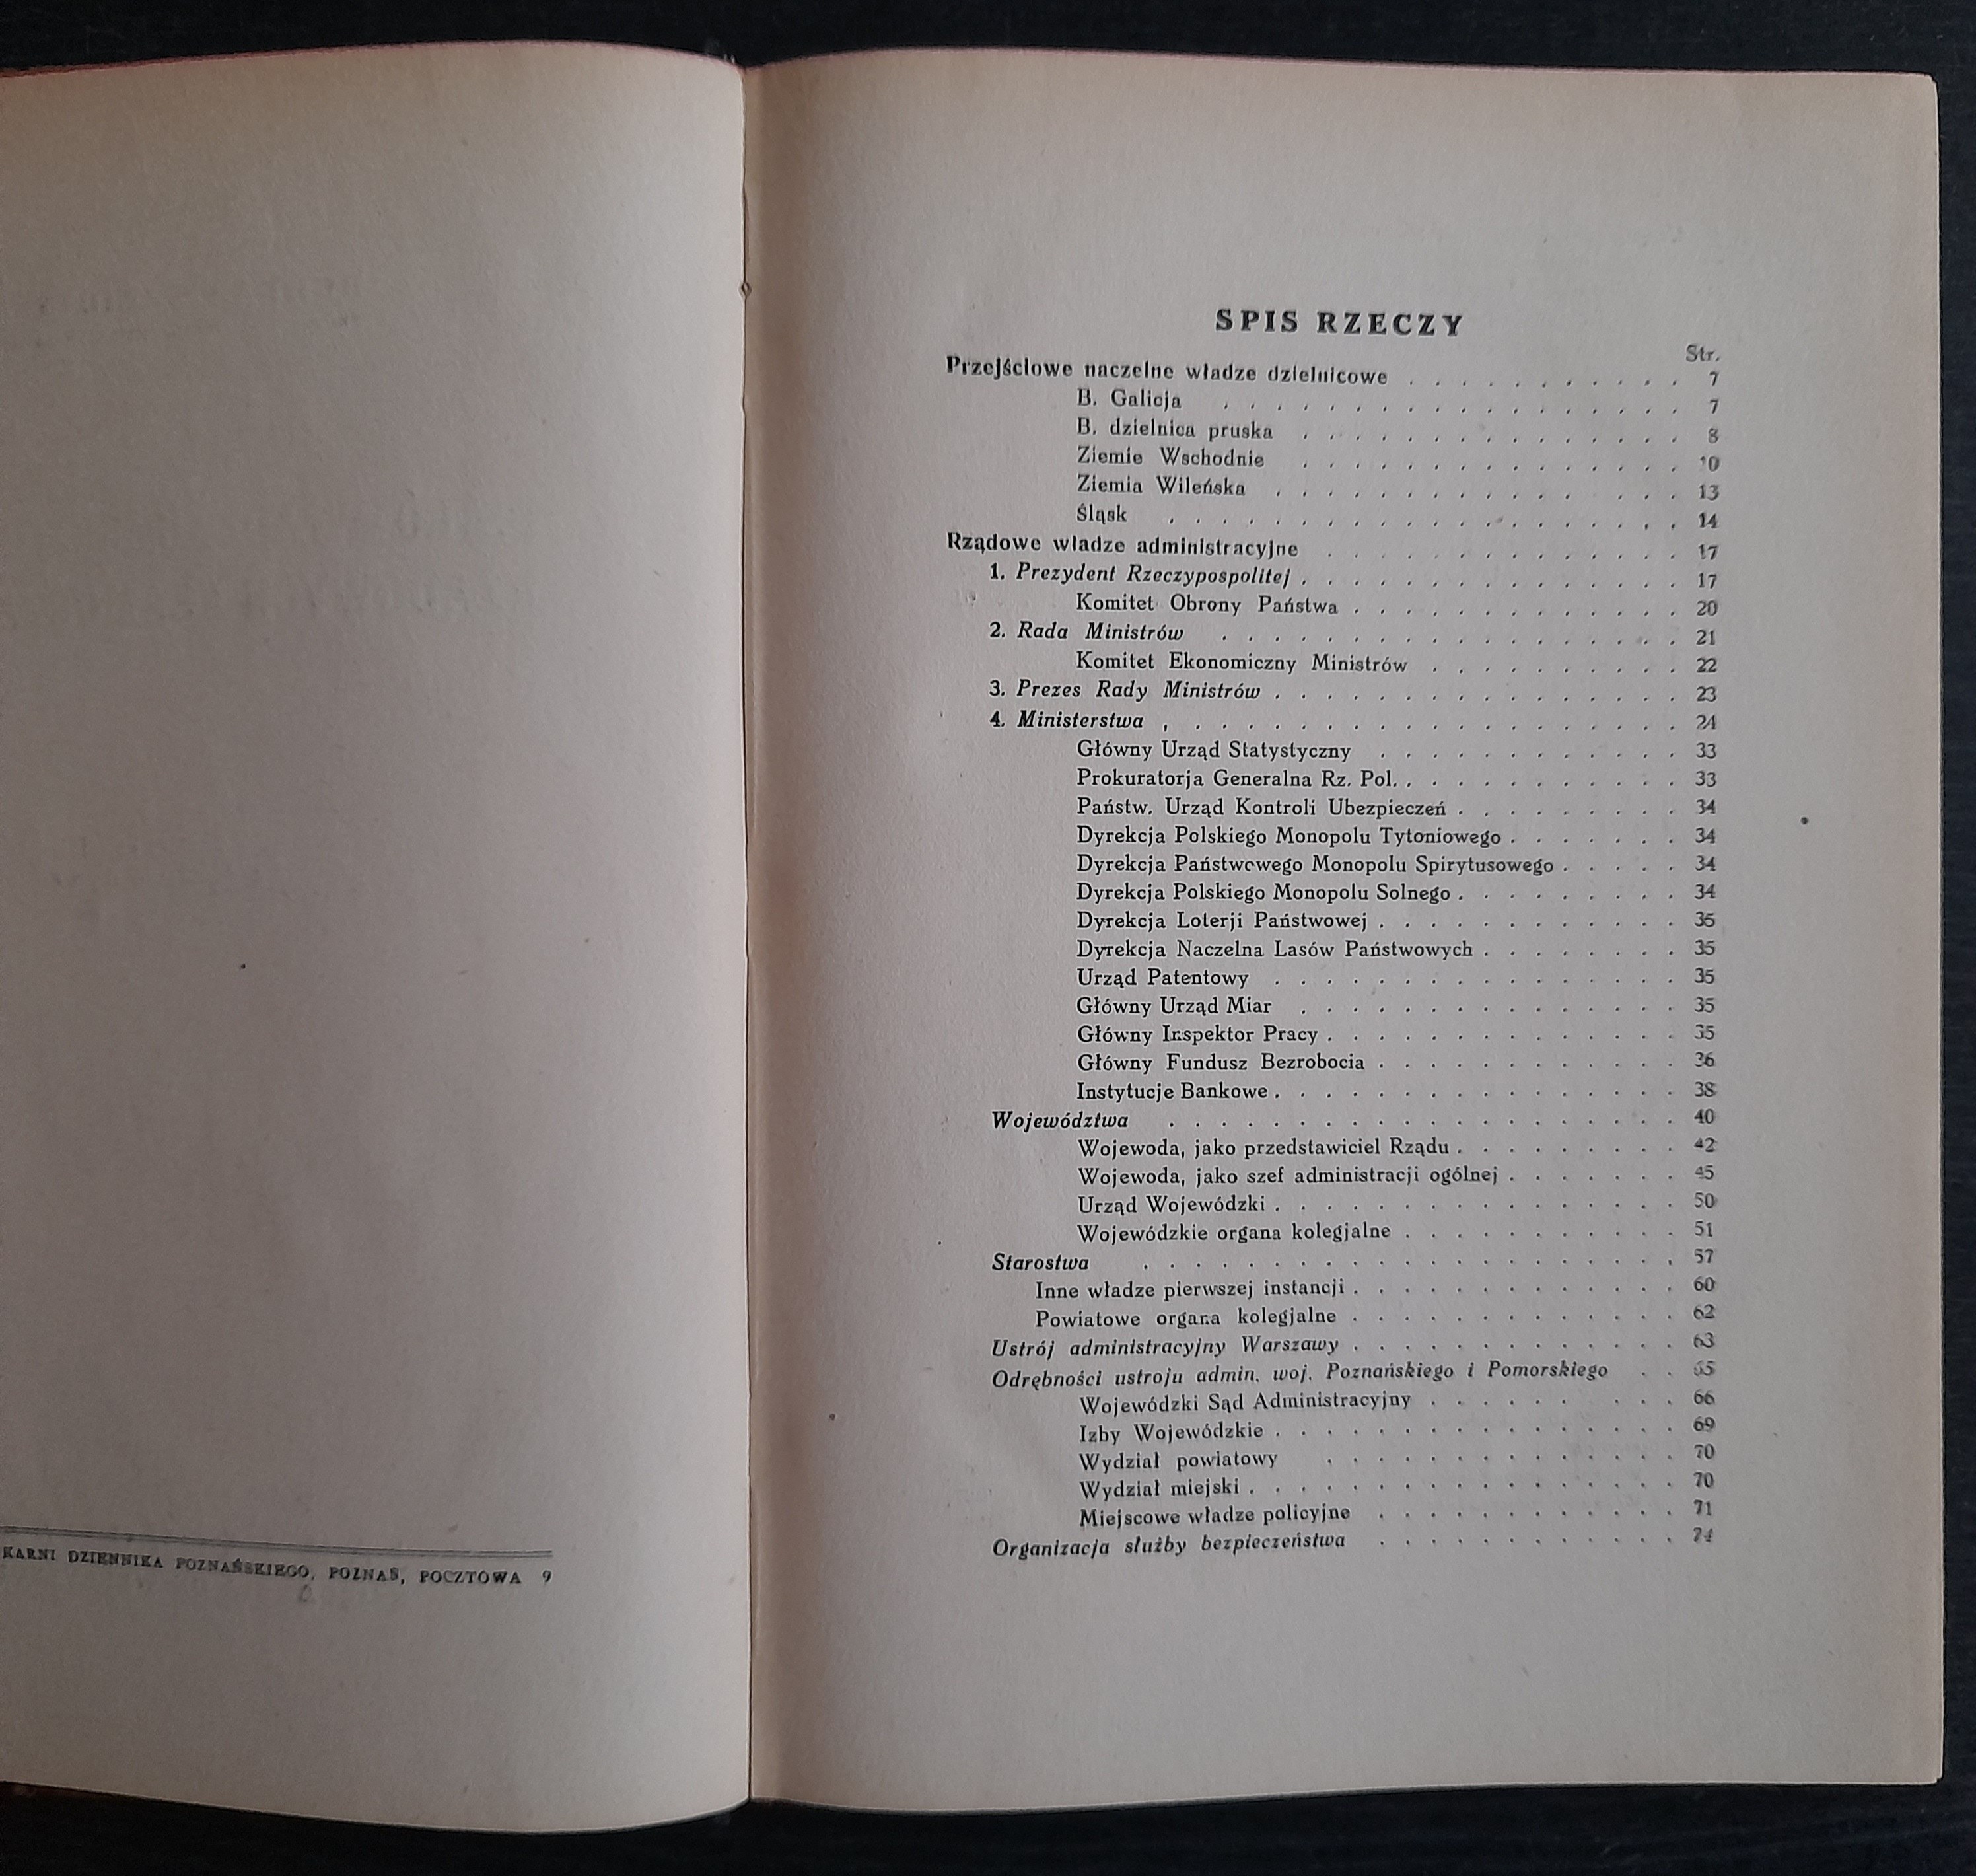 KARNI DZIENNIKA POZNAŃSKIEGO, POZNAŃ, POCZTOWA 9
SPIS RZECZY
Str.
Przejściowe naczelne władze dzielnicowe . . . . . . . . . . . 7
B. Galicja . . . . . . . . . . . . . . . . . . 7
B. dzielnica pruska . . . . . . . . . . . . . . . 8
Ziemie Wschodnie . . . . . . . . . . . . . . . 10
Ziemia Wileńska . . . . . . . . . . . . . . . 13
Śląsk . . . . . . . . . . . . . . . . . . . . 14
Rządowe władze administracyjne . . . . . . . . . . . . . . 17
1. Prezydent Rzeczypospolitej . . . . . . . . . . . . . . . 17
Komitet Obrony Państwa . . . . . . . . . . . . . 20
2. Rada Ministrów . . . . . . . . . . . . . . . . . . 21
Komitet Ekonomiczny Ministrów . . . . . . . . . . 22
3. Prezes Rady Ministrów . . . . . . . . . . . . . . . . 23
4. Ministerstwa . . . . . . . . . . . . . . . . . . . . 24
Główny Urząd Statystyczny . . . . . . . . . . . . 33
Prokuratorja Generalna Rz. Pol. . . . . . . . . . . . 33
Państw. Urząd Kontroli Ubezpieczeń . . . . . . . . . 34
Dyrekcja Polskiego Monopolu Tytoniowego . . . . . . . 34
Dyrekcja Państwowego Monopolu Spirytusowego . . . . . 34
Dyrekcja Polskiego Monopolu Solnego . . . . . . . . . 34
Dyrekcja Loterji Państwowej . . . . . . . . . . . . 35
Dyrekcja Naczelna Lasów Państwowych . . . . . . . . 35
Urząd Patentowy . . . . . . . . . . . . . . . . 35
Główny Urząd Miar . . . . . . . . . . . . . . . 35
Główny Inspektor Pracy . . . . . . . . . . . . . . 35
Główny Fundusz Bezrobocia . . . . . . . . . . . . 36
Instytucje Bankowe . . . . . . . . . . . . . . . . 38
Województwa . . . . . . . . . . . . . . . . . . . . 40
Wojewoda, jako przedstawiciel Rządu . . . . . . . . . 42
Wojewoda, jako szef administracji ogólnej . . . . . . . 45
Urząd Wojewódzki . . . . . . . . . . . . . . . . 50
Wojewódzkie organa kolegjalne . . . . . . . . . . . 51
Starostwa . . . . . . . . . . . . . . . . . . . . . 57
Inne władze pierwszej instancji . . . . . . . . . . . . . 60
Powiatowe organa kolegjalne . . . . . . . . . . . . . 62
Ustrój administracyjny Warszawy . . . . . . . . . . . . . 63
Odrębności ustroju admin. woj. Poznańskiego i Pomorskiego . . 65
Wojewódzki Sąd Administracyjny . . . . . . . . . 66
Izby Wojewódzkie . . . . . . . . . . . . . . . . 69
Wydział powiatowy . . . . . . . . . . . . . . 70
Wydział miejski . . . . . . . . . . . . . . . . . 70
Miejscowe władze policyjne . . . . . . . . . . . . 71
Organizacja służby bezpieczeństwa . . . . . . . . . . . . 74